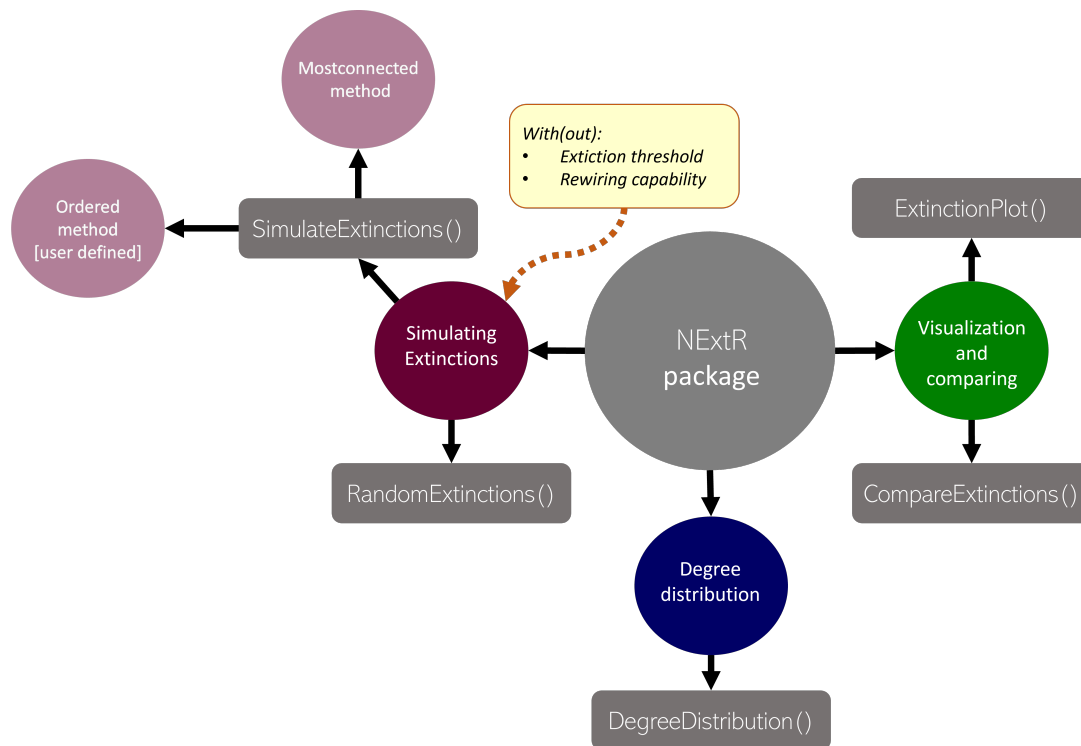 Mostconnected
method
With(out):
• Extiction threshold
• Rewiring capability
Ordered
method
[user defined]
SimulateExtinctions()
ExtinctionPlot()
Simulating
Extinctions
NExtR
package
Visualization
and
comparing
RandomExtinctions()
CompareExtinctions()
Degree
distribution
DegreeDistribution()